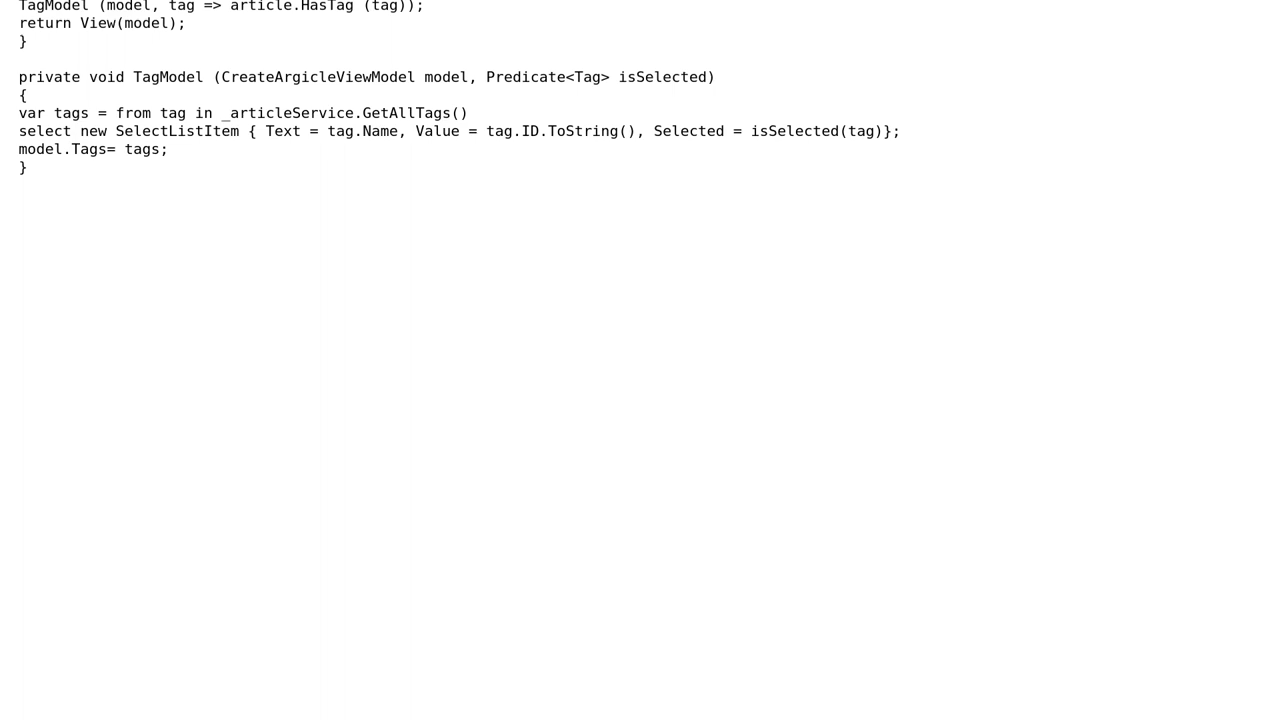 TagModel (model, tag => article.HasTag (tag));
return View(model);
}
private void TagModel (CreateArgicleViewModel model, Predicate<Tag> isSelected)
{
var tags = from tag in _articleService.GetAllTags()
select new SelectListItem { Text = tag.Name, Value = tag.ID.ToString(), Selected = isSelected(tag)};
model.Tags= tags;
}